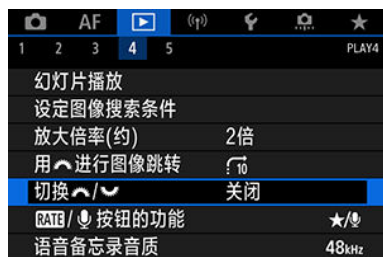 AF
1 2 3 4 5 PLAY4
幻灯片播放
设定图像搜索条件
放大倍率(约) 2倍
用进行图像跳转 10
切换/ 关闭
RATE/按钮的功能 ★/
语音备忘录音质 48kHz